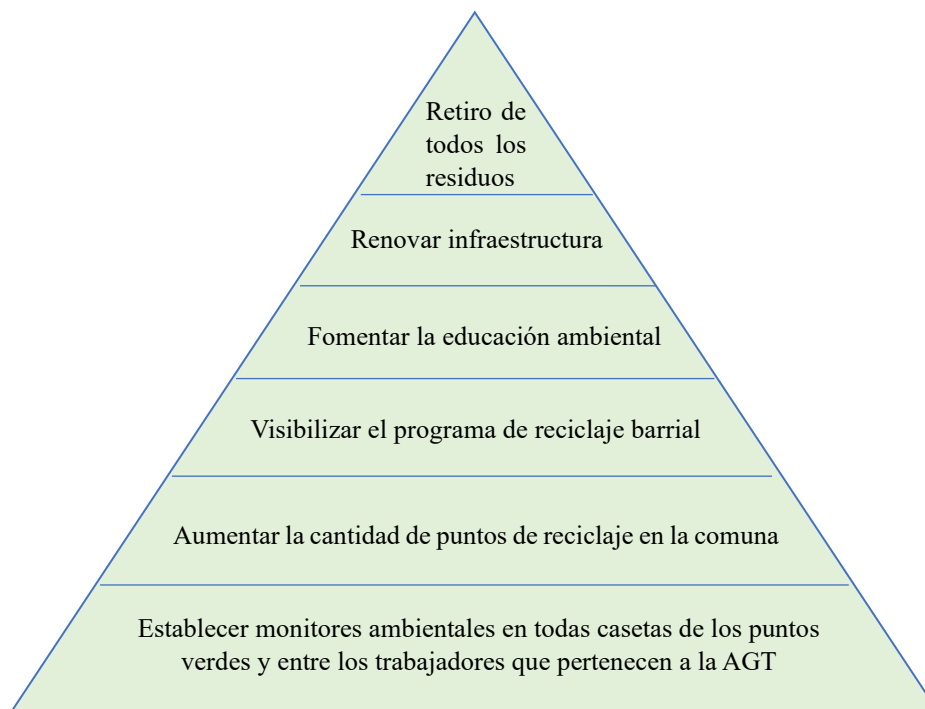 Retiro de
todos los
residuos
Renovar infraestructura
Fomentar la educación ambiental
Visibilizar el programa de reciclaje barrial
Aumentar la cantidad de puntos de reciclaje en la comuna
Establecer monitores ambientales en todas casetas de los puntos
verdes y entre los trabajadores que pertenecen a la AGT